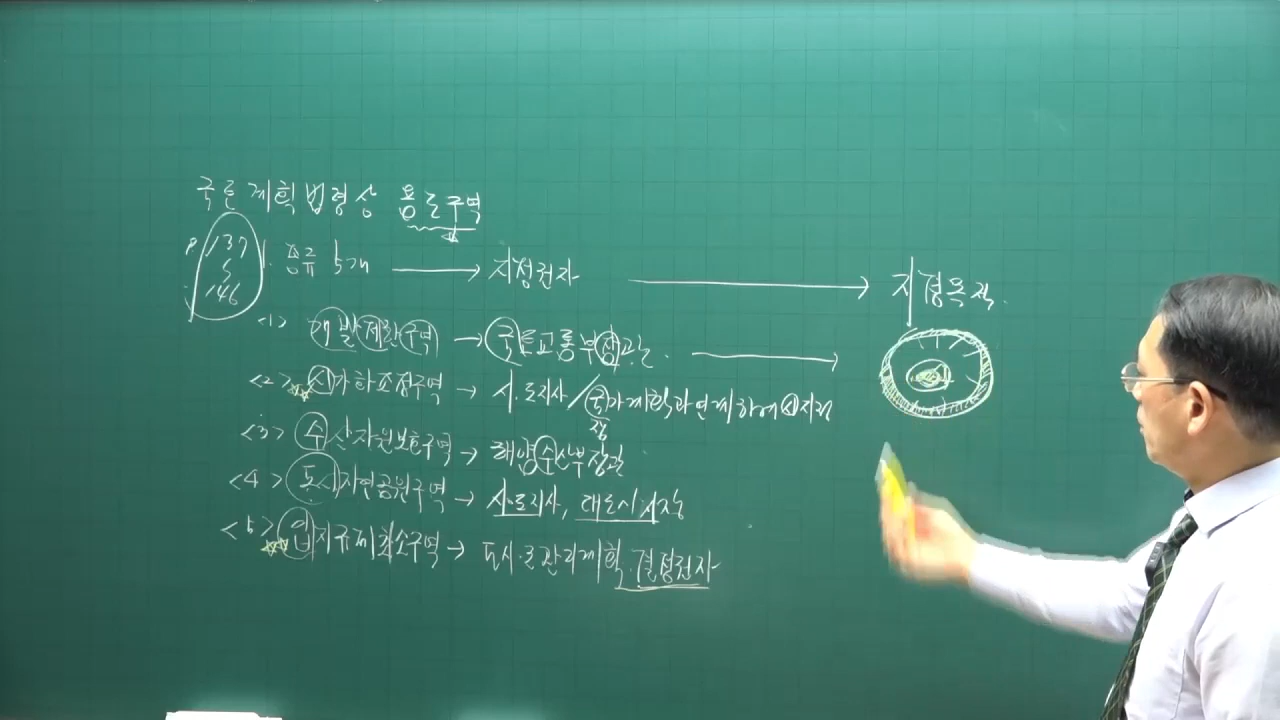 국토계획법령상 용도구역
P 137
~
146
1. 종류 5개 → 지정권자 → 지정목적.
<1> 개발제한구역 → 국토교통부장관. →
<2> 시가화조정구역 → 시·도지사/국가계획과연계하여 시지정
장
<3> 수산자원보호구역 → 해양수산부장관
<4> 도시자연공원구역 → 시·도지사, 대도시시장
<5> 입지규제최소구역 → 도시·군관리계획 결정권자